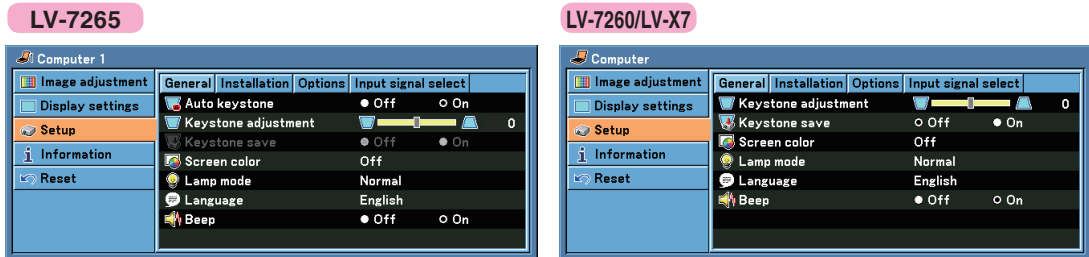 LV-7265
Computer 1
Image adjustment
Display settings
Setup
Information
Reset
General Installation Options Input signal select
Auto keystone Off On
Keystone adjustment 0
Keystone save Off On
Screen color Off
Lamp mode Normal
Language English
Beep Off On
LV-7260/LV-X7
Computer
Image adjustment
Display settings
Setup
Information
Reset
General Installation Options Input signal select
Keystone adjustment 0
Keystone save Off On
Screen color Off
Lamp mode Normal
Language English
Beep Off On